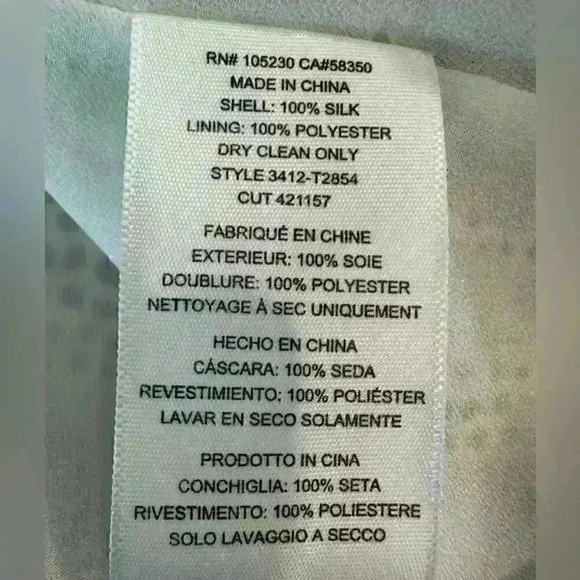 RN# 105230 CA#58350
MADE IN CHINA
SHELL: 100% SILK
LINING: 100% POLYESTER
DRY CLEAN ONLY
STYLE 3412-T2854
CUT 421157
FABRIQUÉ EN CHINE
EXTERIEUR: 100% SOIE
DOUBLURE: 100% POLYESTER
NETTOYAGE À SEC UNIQUEMENT
HECHO EN CHINA
CÁSCARA: 100% SEDA
REVESTIMIENTO: 100% POLIÉSTER
LAVAR EN SECO SOLAMENTE
PRODOTTO IN CINA
CONCHIGLIA: 100% SETA
RIVESTIMENTO: 100% POLIESTERE
SOLO LAVAGGIO A SECCO